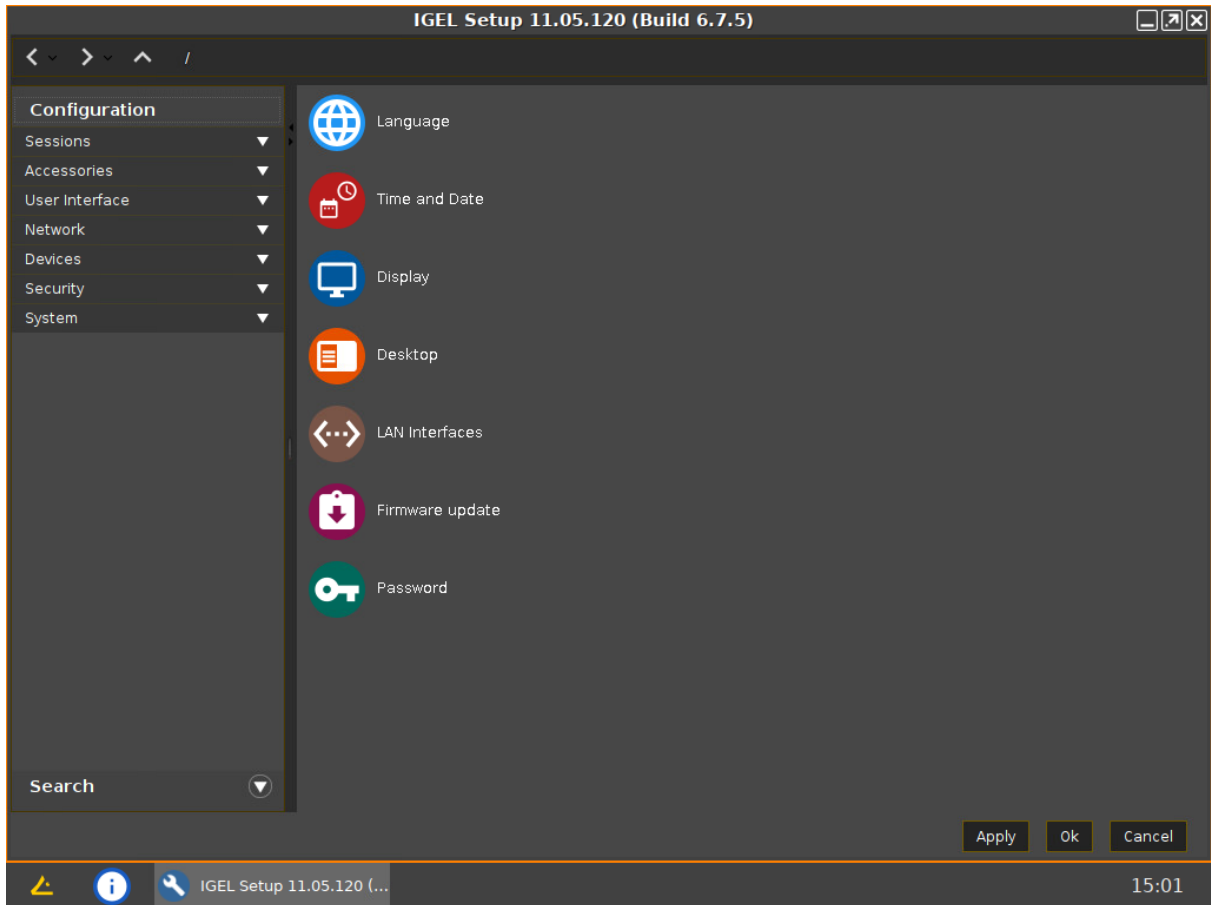 IGEL Setup 11.05.120 (Build 6.7.5)
/
Configuration
Sessions
Accessories
User Interface
Network
Devices
Security
System
Language
Time and Date
Display
Desktop
LAN Interfaces
Firmware update
Password
Search
Apply Ok Cancel
IGEL Setup 11.05.120 (...
15:01